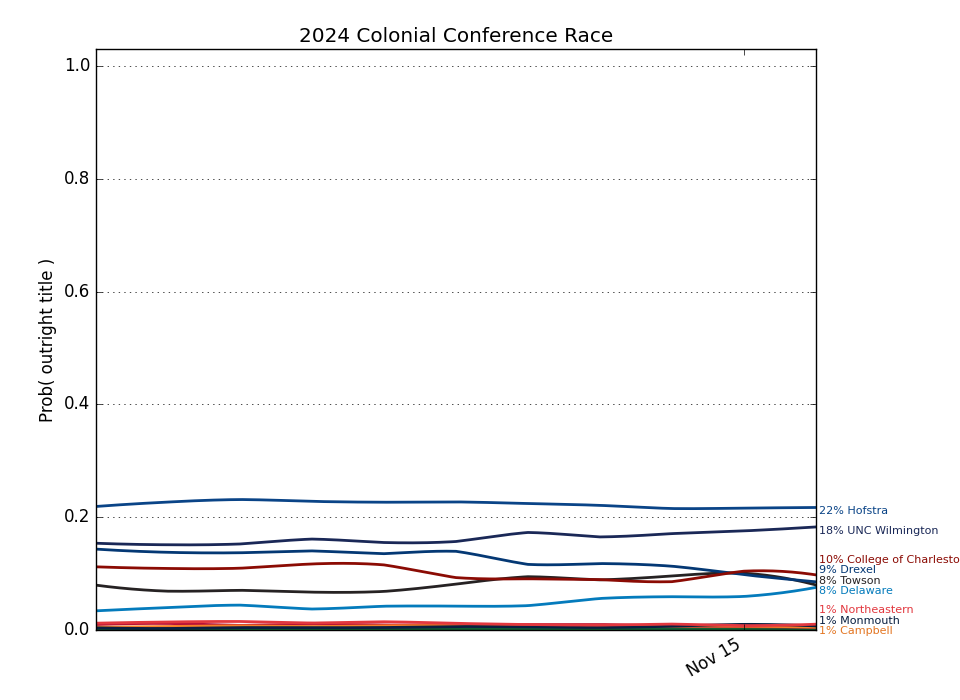 2024 Colonial Conference Race
Prob( outright title )
1.0
0.8
0.6
0.4
0.2
0.0
22% Hofstra
18% UNC Wilmington
10% College of Charlesto
9% Drexel
8% Towson
8% Delaware
1% Northeastern
1% Monmouth
1% Campbell
Nov 15